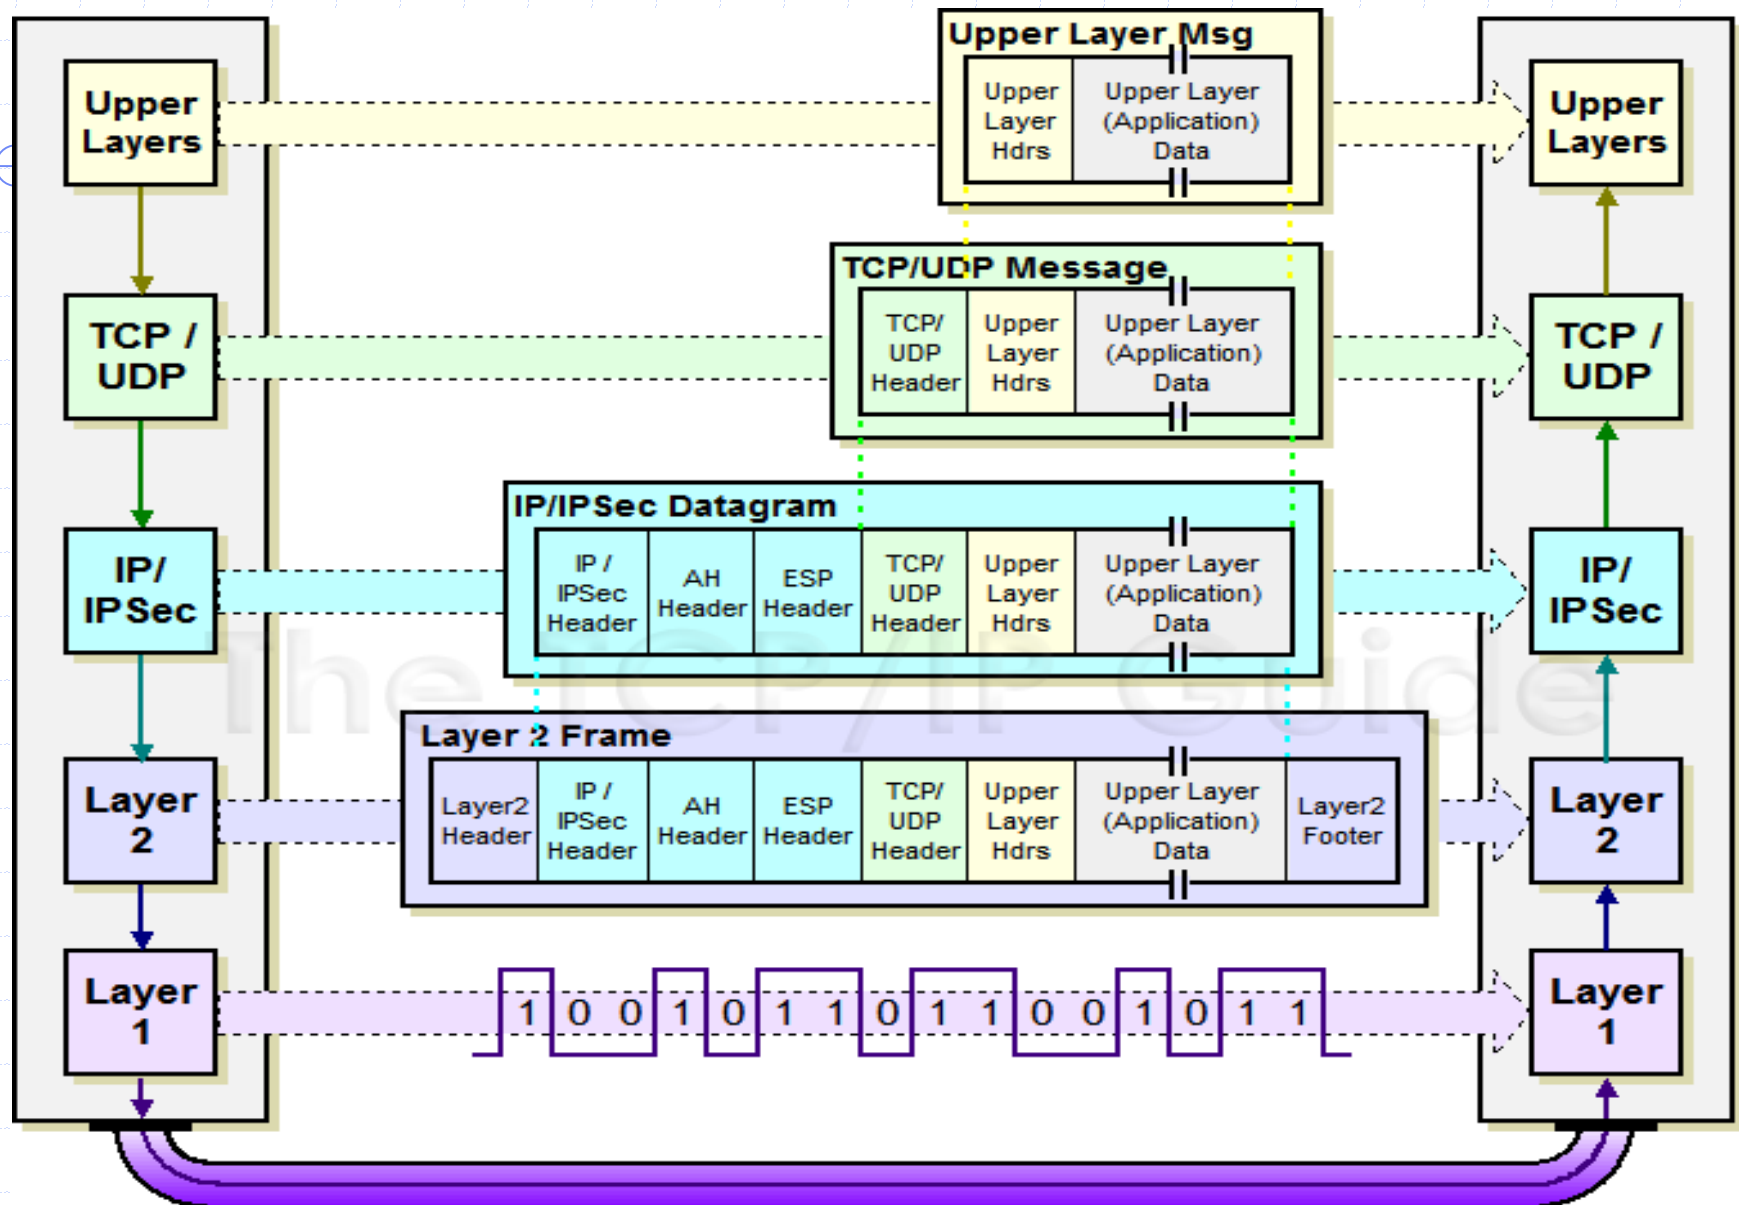 Upper Layer Msg
Upper
Layers
Upper
Layer
Hdrs
Upper Layer
(Application)
Data
Upper
Layers
TCP/UDP Message
TCP /
UDP
TCP/
UDP
Header
Upper
Layer
Hdrs
Upper Layer
(Application)
Data
TCP /
UDP
IP/IPSec Datagram
IP/
IPSec
IP /
IPSec
Header
AH
Header
ESP
Header
TCP/
UDP
Header
Upper
Layer
Hdrs
Upper Layer
(Application)
Data
IP/
IPSec
The TCP/IP Guide
Layer 2 Frame
Layer
2
Layer2
Header
IP /
IPSec
Header
AH
Header
ESP
Header
TCP/
UDP
Header
Upper
Layer
Hdrs
Upper Layer
(Application)
Data
Layer2
Footer
Layer
2
Layer
1
1 0 0 1 0 1 1 0 1 1 0 0 1 0 1 1
Layer
1